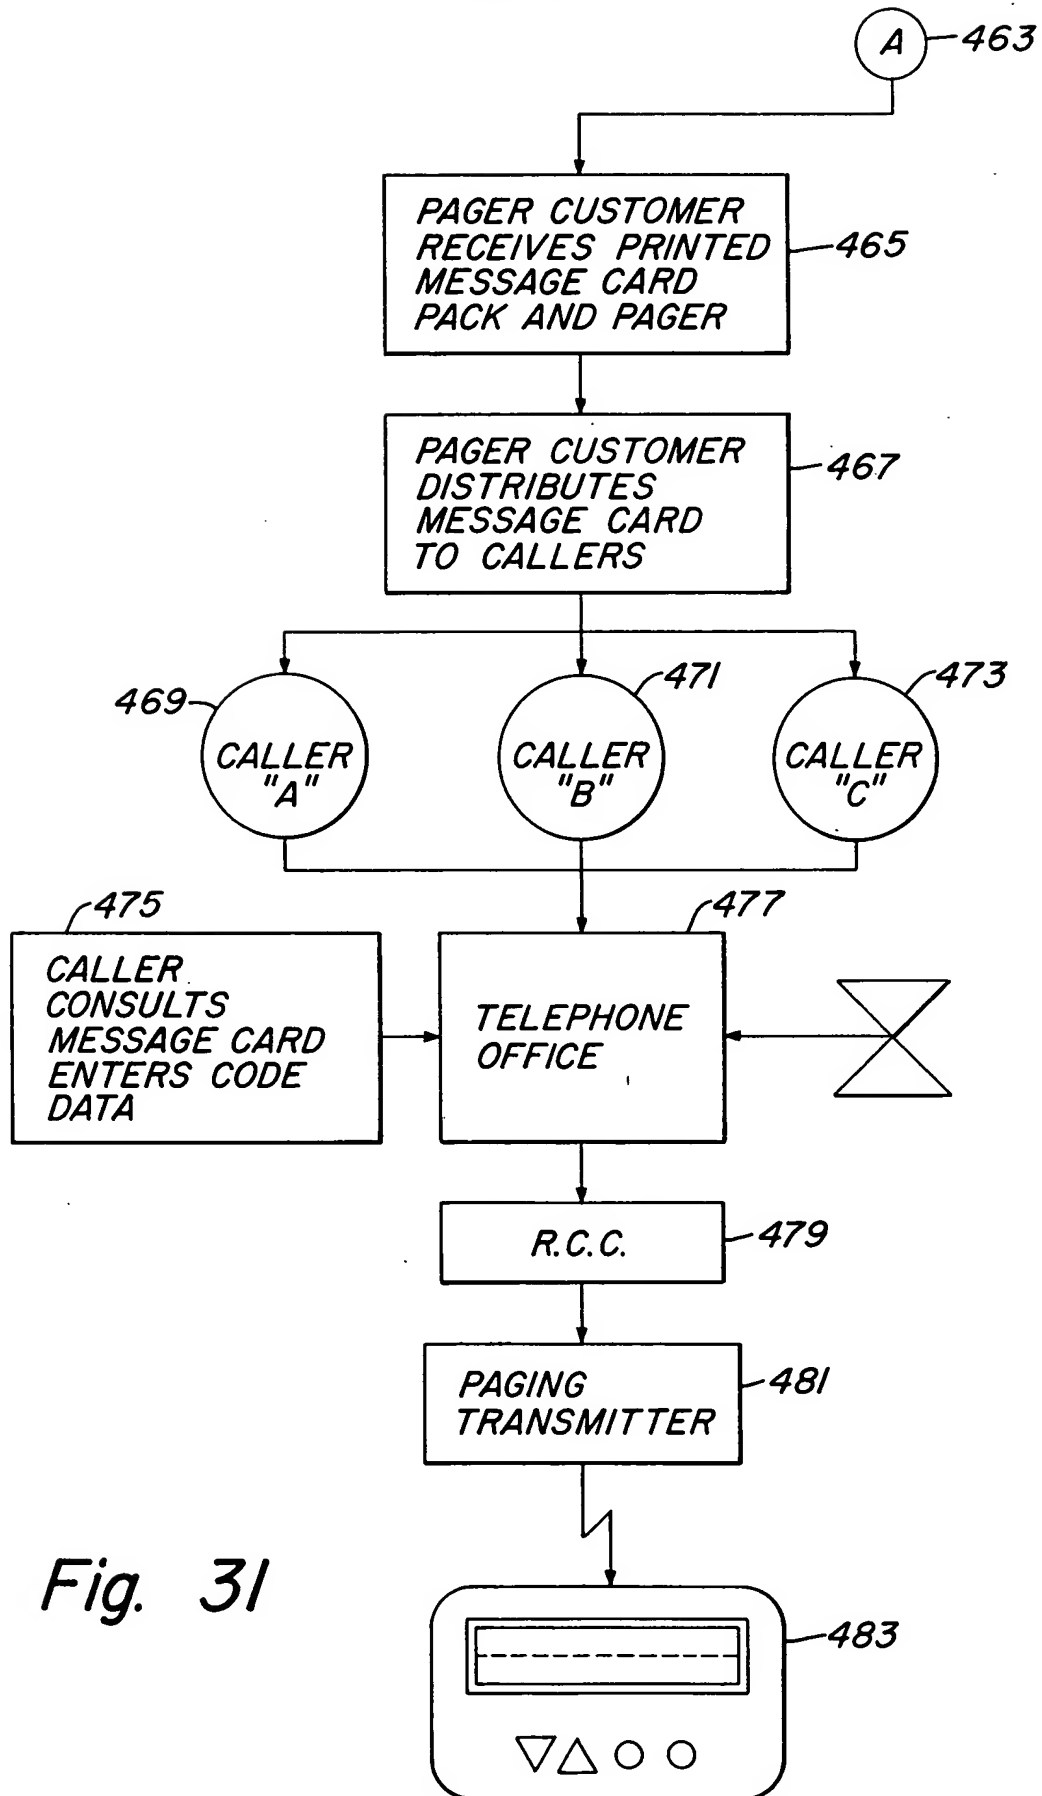 A
463
PAGER CUSTOMER
RECEIVES PRINTED
MESSAGE CARD
PACK AND PAGER
465
PAGER CUSTOMER
DISTRIBUTES
MESSAGE CARD
TO CALLERS
467
469
CALLER
"A"
471
CALLER
"B"
473
CALLER
"C"
475
CALLER
CONSULTS
MESSAGE CARD
ENTERS CODE
DATA
477
TELEPHONE
OFFICE
R.C.C.
479
PAGING
TRANSMITTER
481
Fig. 31
483